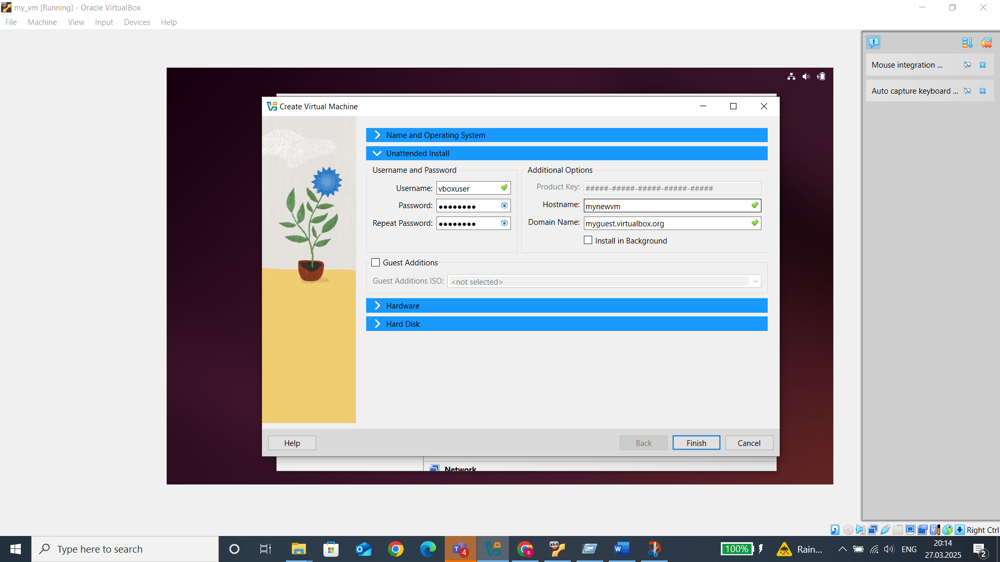 my_vm [Running] - Oracle VirtualBox
File Machine View Input Devices Help
Mouse integration ...
Auto capture keyboard ...
Create Virtual Machine
Name and Operating System
Unattended Install
Username and Password
Username: vboxuser
Password: ●●●●●●●●
Repeat Password: ●●●●●●●●
Additional Options
Product Key: #####-#####-#####-#####-#####
Hostname: mynewvm
Domain Name: myguest.virtualbox.org
Install in Background
Guest Additions
Guest Additions ISO: <not selected>
Hardware
Hard Disk
Help Back Finish Cancel
Network
Right Ctrl
Type here to search
4
x64
100%
Rain...
ENG
20:14
27.03.2025
2